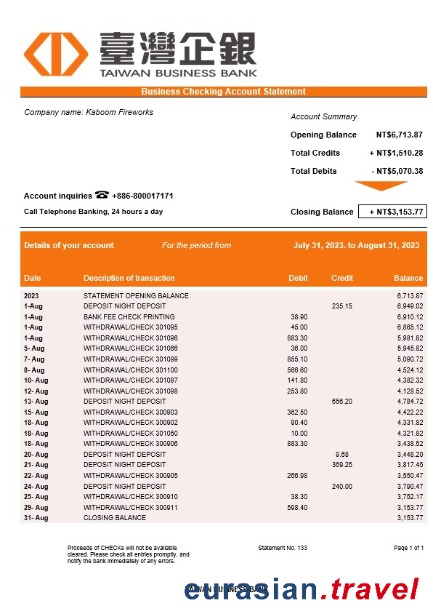 臺灣企銀
TAIWAN BUSINESS BANK
Business Checking Account Statement
Company name: Kaboom Fireworks
Account Summary
Opening Balance NT$6,713.87
Total Credits + NT$1,510.28
Total Debits - NT$5,070.38
Account inquiries ☎ +886-800017171
Call Telephone Banking, 24 hours a day
Closing Balance + NT$3,153.77
Details of your account For the period from July 31, 2023. to August 31, 2023
Date Description of transaction Debit Credit Balance
2023 STATEMENT OPENING BALANCE 6,713.87
1-Aug DEPOSIT NIGHT DEPOSIT 235.15 6,949.02
1-Aug BANK FEE CHECK PRINTING 38.90 6,910.12
1-Aug WITHDRAWAL/CHECK 301095 45.00 6,865.12
1-Aug WITHDRAWAL/CHECK 301096 883.30 5,981.82
5- Aug WITHDRAWAL/CHECK 301066 36.00 5,945.82
7- Aug WITHDRAWAL/CHECK 301099 855.10 5,090.72
8- Aug WITHDRAWAL/CHECK 301100 566.60 4,524.12
10- Aug WITHDRAWAL/CHECK 301097 141.80 4,382.32
12- Aug WITHDRAWAL/CHECK 301098 253.80 4,128.52
13- Aug DEPOSIT NIGHT DEPOSIT 656.20 4,784.72
15- Aug WITHDRAWAL/CHECK 300903 362.50 4,422.22
18- Aug WITHDRAWAL/CHECK 300902 90.40 4,331.82
18- Aug WITHDRAWAL/CHECK 301050 10.00 4,321.82
18- Aug WITHDRAWAL/CHECK 300906 883.30 3,438.52
20- Aug DEPOSIT NIGHT DEPOSIT 9.68 3,448.20
21- Aug DEPOSIT NIGHT DEPOSIT 369.25 3,817.45
22- Aug WITHDRAWAL/CHECK 300905 266.98 3,550.47
24- Aug DEPOSIT NIGHT DEPOSIT 240.00 3,790.47
25- Aug WITHDRAWAL/CHECK 300910 38.30 3,752.17
29- Aug WITHDRAWAL/CHECK 300911 598.40 3,153.77
31- Aug CLOSING BALANCE 3,153.77
Proceeds of CHECKs will not be available
cleared. Please check all entries promptly, and
notify the bank immediately of any errors.
Statement No. 133
Page 1 of 1
TAIWAN BUSINESS BANK
eurasian.travel